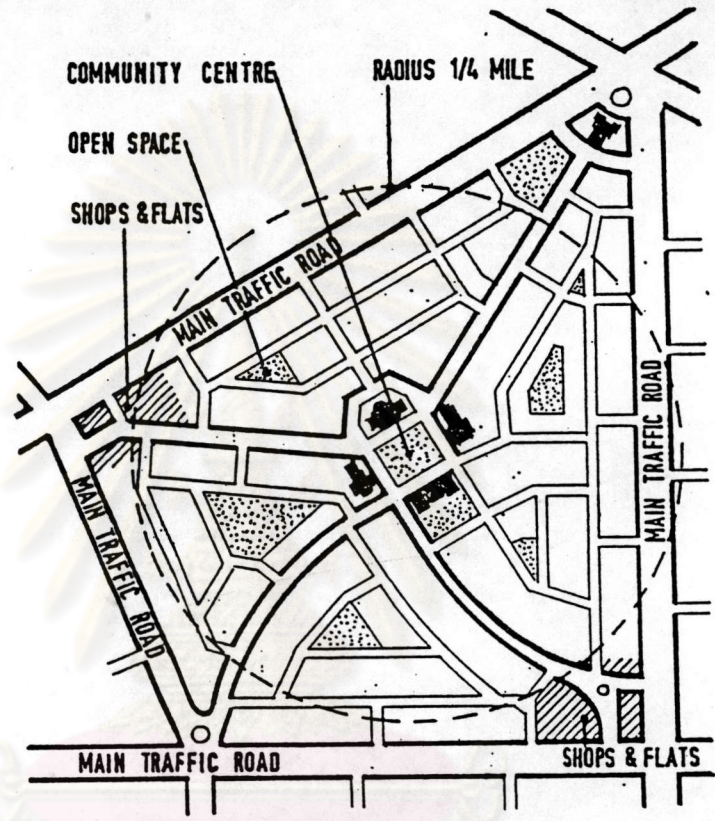 COMMUNITY CENTRE
RADIUS 1/4 MILE
OPEN SPACE
SHOPS & FLATS
MAIN TRAFFIC ROAD
MAIN TRAFFIC ROAD
MAIN TRAFFIC ROAD
MAIN TRAFFIC ROAD
SHOPS & FLATS